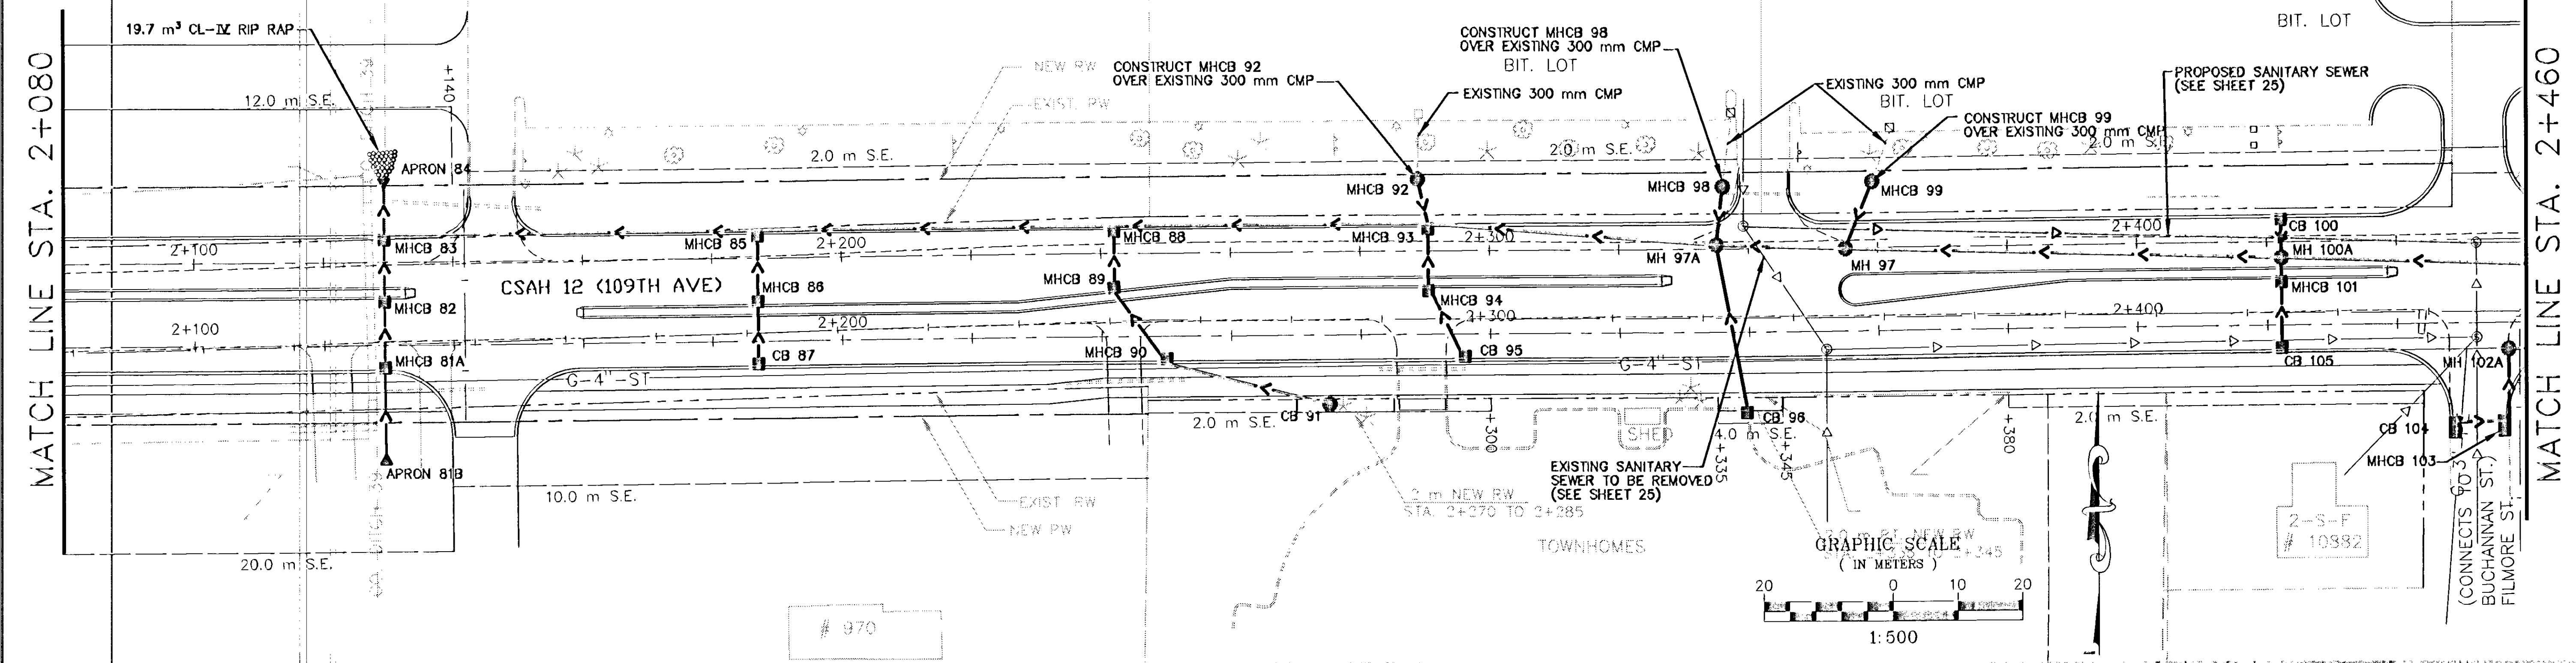 MATCH LINE STA. 2+080
19.7 m³ CL-IV RIP RAP
+140
12.0 m S.E.
APRON 84
MHCB 83
2+100
MHCB 82
2+100
MHCB 81A
APRON 81B
20.0 m S.E.
10.0 m S.E.
CSAH 12 (109TH AVE)
G-4"-ST
MHCB 85
2+200
MHCB 86
2+200
CB 87
NEW RW
EXIST. RW
2.0 m S.E.
MHCB 88
MHCB 89
MHCB 90
CB 91
2.0 m S.E.
EXIST RW
NEW RW
# 970
CONSTRUCT MHCB 92
OVER EXISTING 300 mm CMP
EXISTING 300 mm CMP
MHCB 92
MHCB 93
2+300
MHCB 94
2+300
CB 95
+300
2 m NEW RW
STA. 2+270 TO 2+285
CONSTRUCT MHCB 98
OVER EXISTING 300 mm CMP
BIT. LOT
2.0 m S.E.
MHCB 98
MH 97A
G-4"-ST
SHED
CB 96
4.0 m S.E.
+335
+345
EXISTING SANITARY
SEWER TO BE REMOVED
(SEE SHEET 25)
TOWNHOMES
EXISTING 300 mm CMP
BIT. LOT
CONSTRUCT MHCB 99
OVER EXISTING 300 mm CMP
2.0 m S.E.
MHCB 99
MH 97
+380
PROPOSED SANITARY SEWER
(SEE SHEET 25)
BIT. LOT
2+400
CB 100
MH 100A
MHCB 101
2+400
CB 105
MH 102A
2.0 m S.E.
CB 104
MHCB 103
2-S-F
# 10882
BUCHANNAN ST.)
FILMORE ST.
GRAPHIC SCALE
( IN METERS )
20 0 10 20
1:500
MATCH LINE STA. 2+460